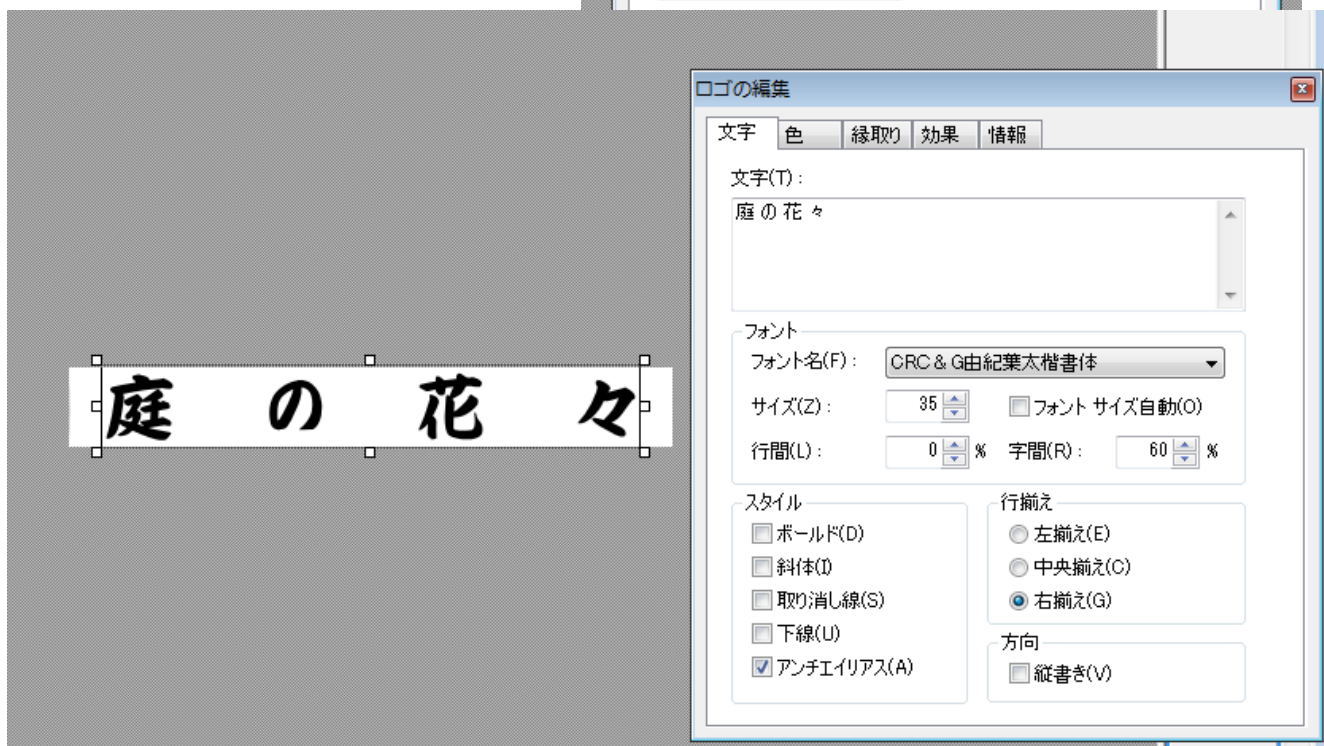 庭 の 花 々
ロゴの編集
文字 色 縁取り 効果 情報
文字(T) :
庭 の 花 々
フォント
フォント名(F) : CRC & G由紀葉太楷書体
サイズ(Z) : 35 フォント サイズ自動(O)
行間(L) : 0 % 字間(R) : 60 %
スタイル
ボールド(D)
斜体(I)
取り消し線(S)
下線(U)
アンチエイリアス(A)
行揃え
左揃え(E)
中央揃え(C)
右揃え(G)
方向
縦書き(V)